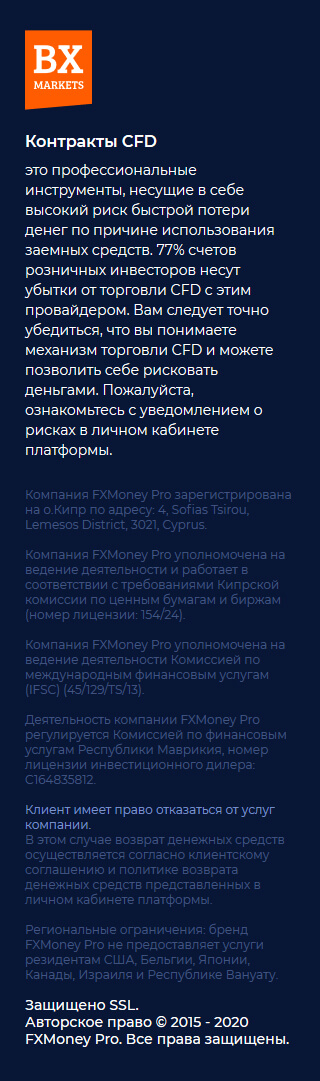 BX
MARKETS
Контракты CFD
это профессиональные
инструменты, несущие в себе
высокий риск быстрой потери
денег по причине использования
заемных средств. 77% счетов
розничных инвесторов несут
убытки от торговли CFD с этим
провайдером. Вам следует точно
убедиться, что вы понимаете
механизм торговли CFD и можете
позволить себе рисковать
деньгами. Пожалуйста,
ознакомьтесь с уведомлением о
рисках в личном кабинете
платформы.
Компания FXMoney Pro зарегистрирована
на о.Кипр по адресу: 4, Sofias Tsirou,
Lemesos District, 3021, Cyprus.
Компания FXMoney Pro уполномочена на
ведение деятельности и работает в
соответствии с требованиями Кипрской
комиссии по ценным бумагам и биржам
(номер лицензии: 154/24).
Компания FXMoney Pro уполномочена на
ведение деятельности Комиссией по
международным финансовым услугам
(IFSC) (45/129/TS/13).
Деятельность компании FXMoney Pro
регулируется Комиссией по финансовым
услугам Республики Маврикия, номер
лицензии инвестиционного дилера:
C164835812.
Клиент имеет право отказаться от услуг
компании.
В этом случае возврат денежных средств
осуществляется согласно клиентскому
соглашению и политике возврата
денежных средств представленных в
личном кабинете платформы.
Региональные ограничения: бренд
FXMoney Pro не предоставляет услуги
резидентам США, Бельгии, Японии,
Канады, Израиля и Республике Вануату.
Защищено SSL.
Авторское право © 2015 - 2020
FXMoney Pro. Все права защищены.